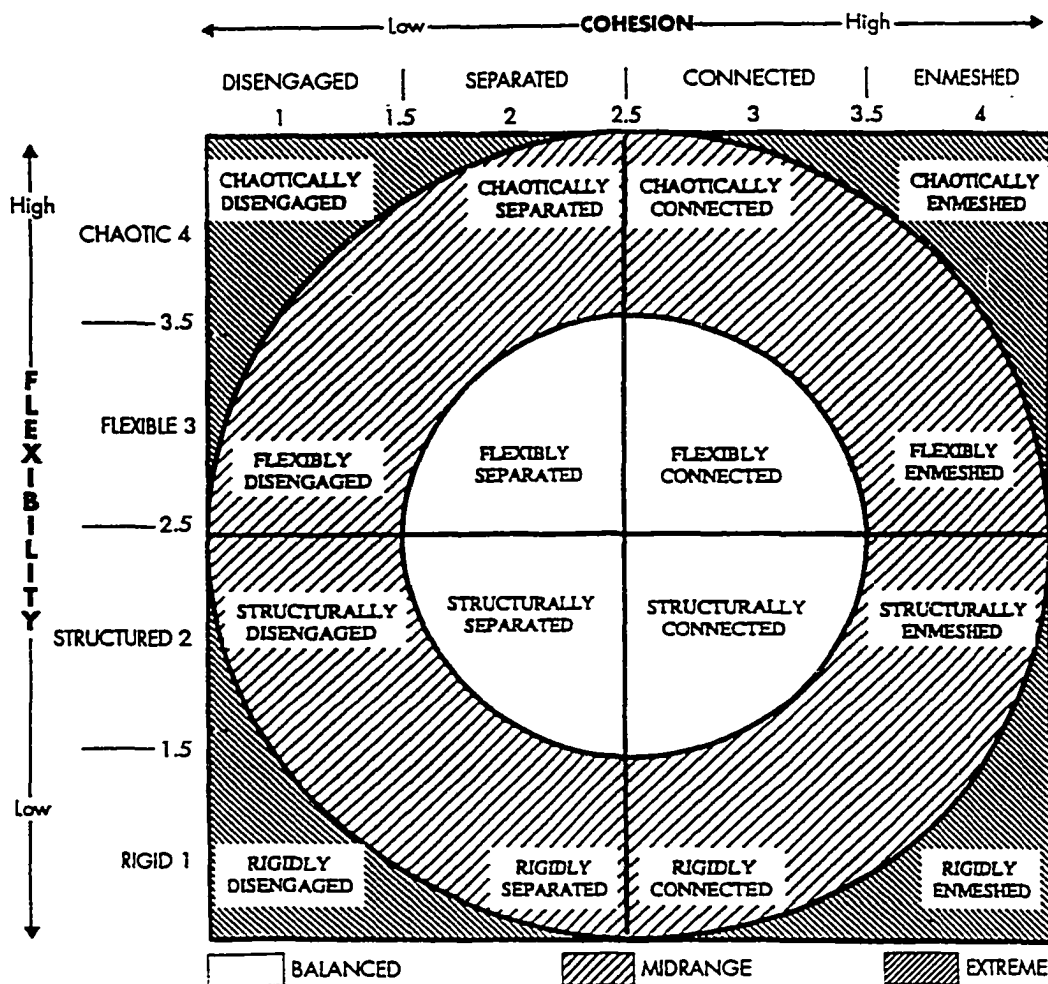 Low COHESION High
DISENGAGED SEPARATED CONNECTED ENMESHED
1 1.5 2 2.5 3 3.5 4
High
CHAOTICALLY
DISENGAGED
CHAOTICALLY
SEPARATED
CHAOTICALLY
CONNECTED
CHAOTICALLY
ENMESHED
CHAOTIC 4
3.5
FLEXIBILITY
FLEXIBLE 3
FLEXIBLY
DISENGAGED
FLEXIBLY
SEPARATED
FLEXIBLY
CONNECTED
FLEXIBLY
ENMESHED
2.5
STRUCTURED 2
STRUCTURALLY
DISENGAGED
STRUCTURALLY
SEPARATED
STRUCTURALLY
CONNECTED
STRUCTURALLY
ENMESHED
1.5
Low
RIGID 1
RIGIDLY
DISENGAGED
RIGIDLY
SEPARATED
RIGIDLY
CONNECTED
RIGIDLY
ENMESHED
BALANCED MIDRANGE EXTREME